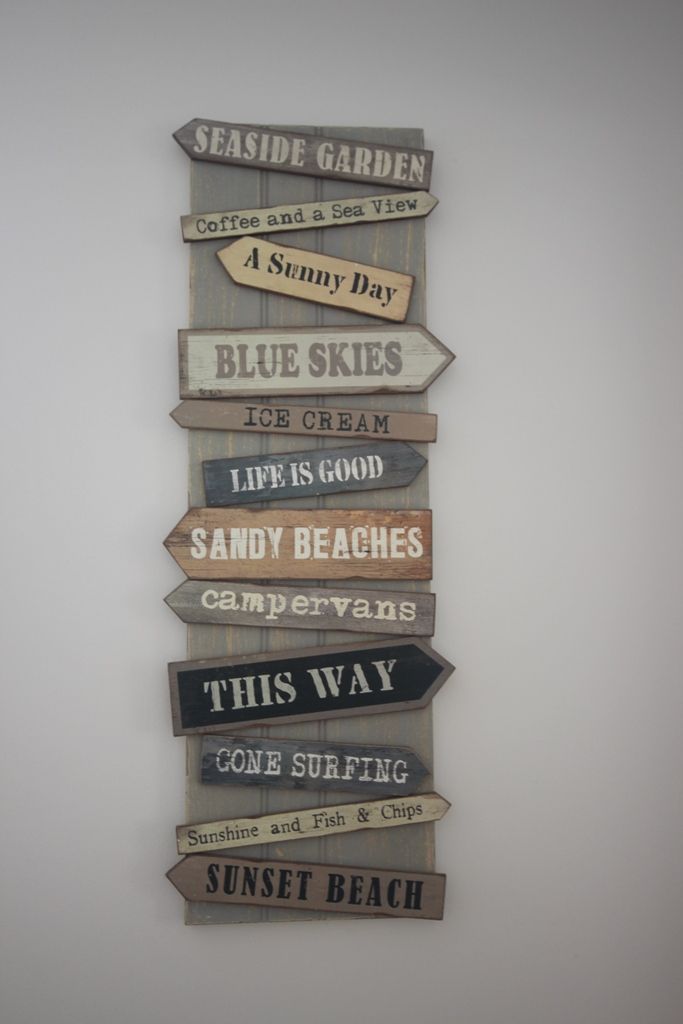 SEASIDE GARDEN
Coffee and a Sea View
A Sunny Day
BLUE SKIES
ICE CREAM
LIFE IS GOOD
SANDY BEACHES
campervans
THIS WAY
GONE SURFING
Sunshine and Fish & Chips
SUNSET BEACH